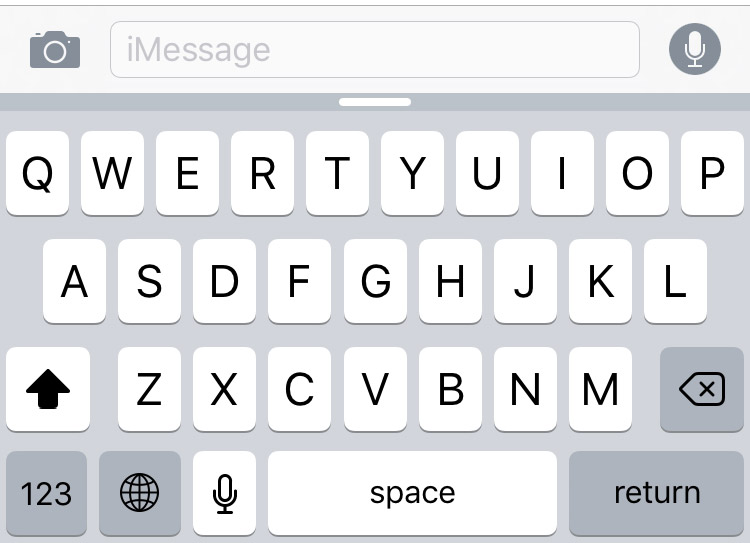 iMessage
Q W E R T Y U I O P
A S D F G H J K L
Z X C V B N M
123 space return